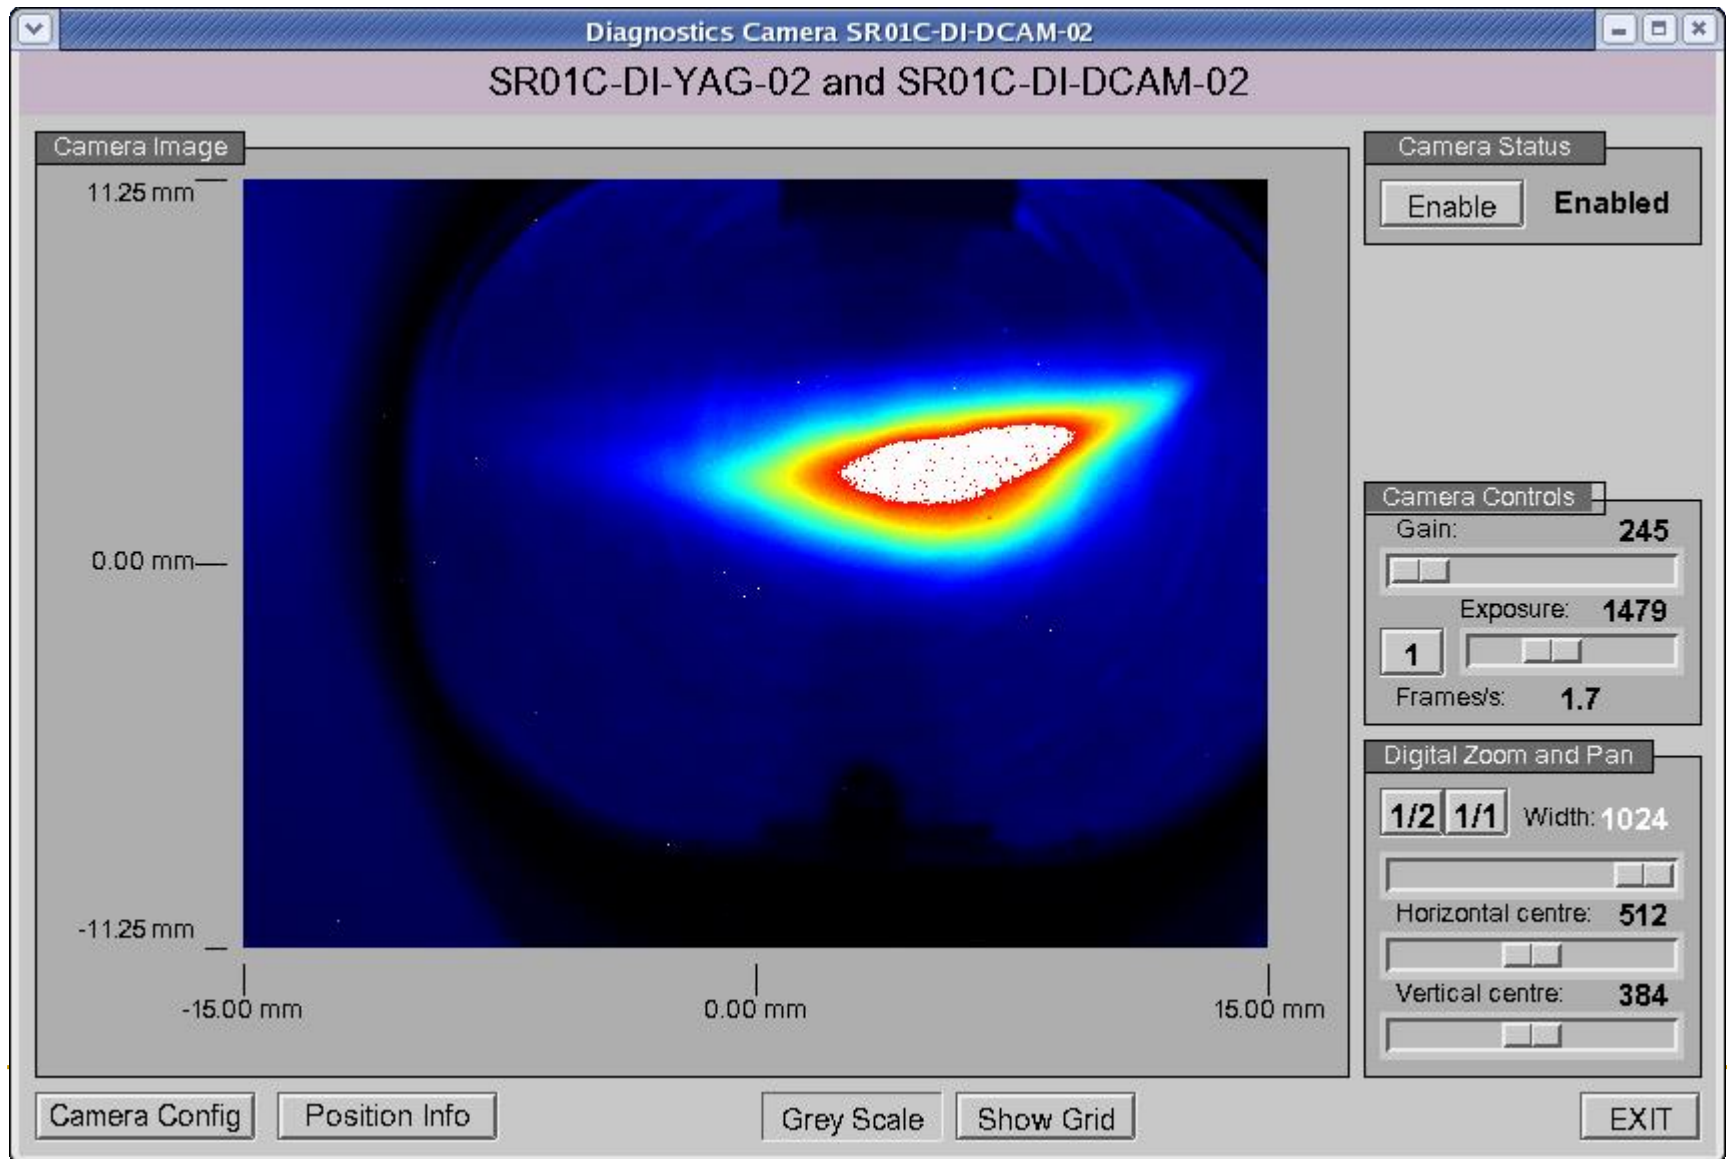 Diagnostics Camera SR01C-DI-DCAM-02
SR01C-DI-YAG-02 and SR01C-DI-DCAM-02
Camera Image
11.25 mm
0.00 mm
-11.25 mm
-15.00 mm
0.00 mm
15.00 mm
Camera Status
Enable
Enabled
Camera Controls
Gain: 245
Exposure: 1479
1
Frames/s: 1.7
Digital Zoom and Pan
1/2 1/1 Width: 1024
Horizontal centre: 512
Vertical centre: 384
Camera Config
Position Info
Grey Scale
Show Grid
EXIT